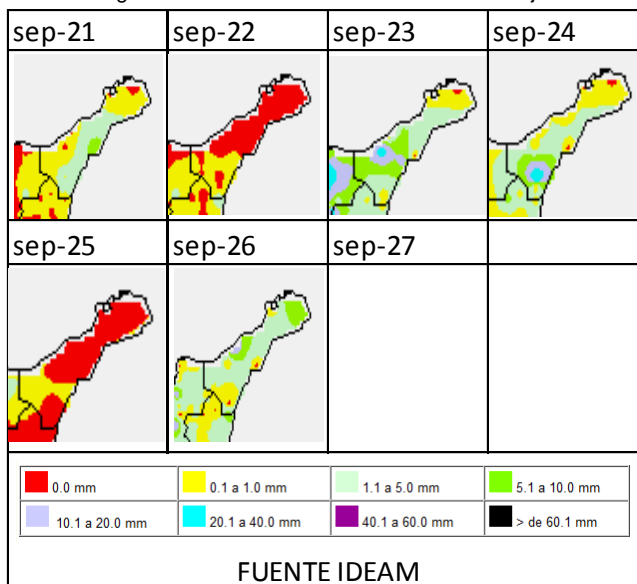 sep-21 sep-22 sep-23 sep-24
sep-25 sep-26 sep-27
0.0 mm 0.1 a 1.0 mm 1.1 a 5.0 mm 5.1 a 10.0 mm
10.1 a 20.0 mm 20.1 a 40.0 mm 40.1 a 60.0 mm > de 60.1 mm
FUENTE IDEAM